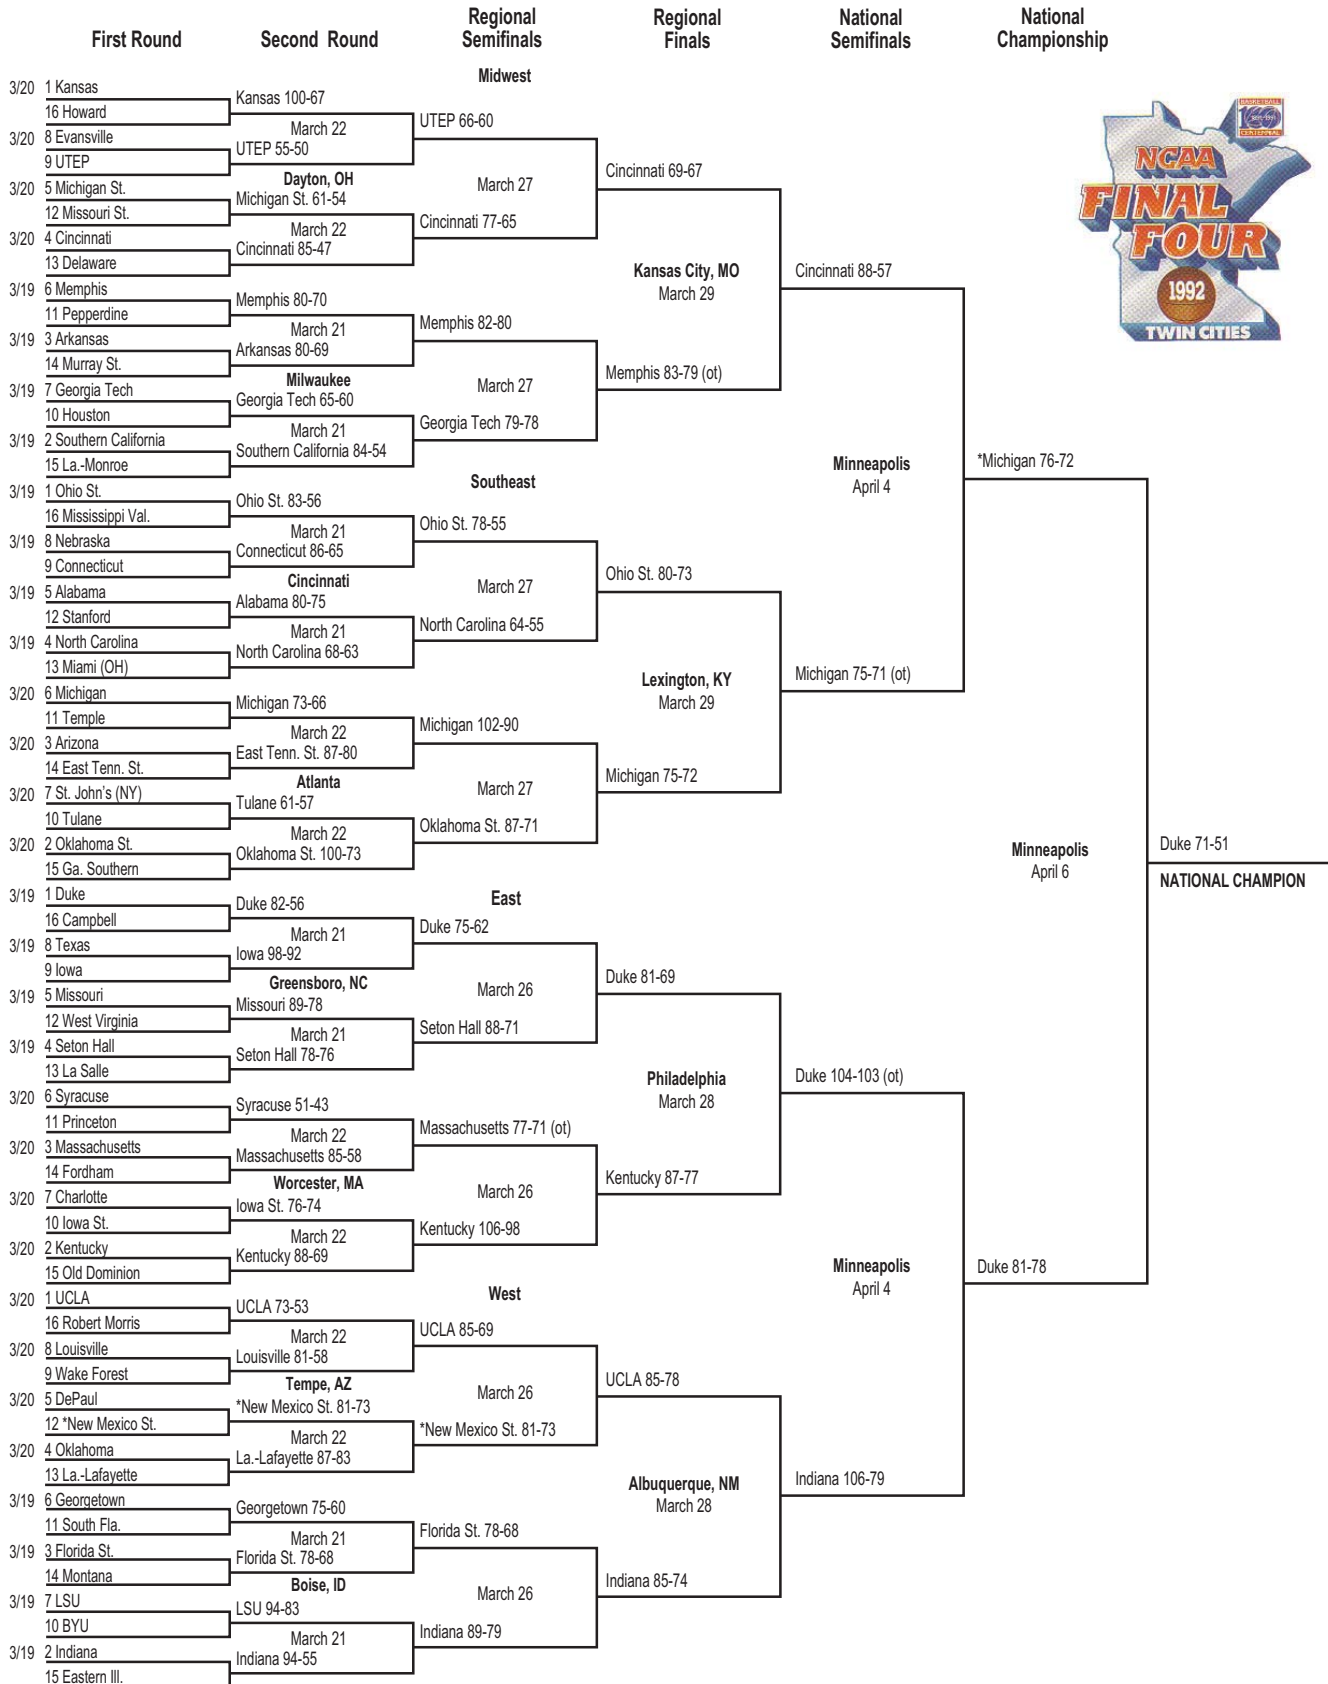 First Round
Second Round
Regional
Semifinals
Regional
Finals
National
Semifinals
National
Championship
Midwest
3/20 1 Kansas
16 Howard
3/20 8 Evansville
9 UTEP
3/20 5 Michigan St.
12 Missouri St.
3/20 4 Cincinnati
13 Delaware
3/19 6 Memphis
11 Pepperdine
3/19 3 Arkansas
14 Murray St.
3/19 7 Georgia Tech
10 Houston
3/19 2 Southern California
15 La.-Monroe
Kansas 100-67
March 22
UTEP 55-50
Dayton, OH
Michigan St. 61-54
March 22
Cincinnati 85-47
Memphis 80-70
March 21
Arkansas 80-69
Milwaukee
Georgia Tech 65-60
March 21
Southern California 84-54
UTEP 66-60
March 27
Cincinnati 77-65
Memphis 82-80
March 27
Georgia Tech 79-78
Cincinnati 69-67
Kansas City, MO
March 29
Memphis 83-79 (ot)
Cincinnati 88-57
Southeast
3/19 1 Ohio St.
16 Mississippi Val.
3/19 8 Nebraska
9 Connecticut
3/19 5 Alabama
12 Stanford
3/19 4 North Carolina
13 Miami (OH)
3/20 6 Michigan
11 Temple
3/20 3 Arizona
14 East Tenn. St.
3/20 7 St. John's (NY)
10 Tulane
3/20 2 Oklahoma St.
15 Ga. Southern
Ohio St. 83-56
March 21
Connecticut 86-65
Cincinnati
Alabama 80-75
March 21
North Carolina 68-63
Michigan 73-66
March 22
East Tenn. St. 87-80
Atlanta
Tulane 61-57
March 22
Oklahoma St. 100-73
Ohio St. 78-55
March 27
North Carolina 64-55
Michigan 102-90
March 27
Oklahoma St. 87-71
Ohio St. 80-73
Lexington, KY
March 29
Michigan 75-72
Michigan 75-71 (ot)
Minneapolis
April 4
*Michigan 76-72
East
3/19 1 Duke
16 Campbell
3/19 8 Texas
9 Iowa
3/19 5 Missouri
12 West Virginia
3/19 4 Seton Hall
13 La Salle
3/20 6 Syracuse
11 Princeton
3/20 3 Massachusetts
14 Fordham
3/20 7 Charlotte
10 Iowa St.
3/20 2 Kentucky
15 Old Dominion
Duke 82-56
March 21
Iowa 98-92
Greensboro, NC
Missouri 89-78
March 21
Seton Hall 78-76
Syracuse 51-43
March 22
Massachusetts 85-58
Worcester, MA
Iowa St. 76-74
March 22
Kentucky 88-69
Duke 75-62
March 26
Seton Hall 88-71
Massachusetts 77-71 (ot)
March 26
Kentucky 106-98
Duke 81-69
Philadelphia
March 28
Kentucky 87-77
Duke 104-103 (ot)
West
3/20 1 UCLA
16 Robert Morris
3/20 8 Louisville
9 Wake Forest
3/20 5 DePaul
12 *New Mexico St.
3/20 4 Oklahoma
13 La.-Lafayette
3/19 6 Georgetown
11 South Fla.
3/19 3 Florida St.
14 Montana
3/19 7 LSU
10 BYU
3/19 2 Indiana
15 Eastern Ill.
UCLA 73-53
March 22
Louisville 81-58
Tempe, AZ
*New Mexico St. 81-73
March 22
La.-Lafayette 87-83
Georgetown 75-60
March 21
Florida St. 78-68
Boise, ID
LSU 94-83
March 21
Indiana 94-55
UCLA 85-69
March 26
*New Mexico St. 81-73
Florida St. 78-68
March 26
Indiana 89-79
UCLA 85-78
Albuquerque, NM
March 28
Indiana 85-74
Indiana 106-79
Minneapolis
April 4
Duke 81-78
Minneapolis
April 6
Duke 71-51
NATIONAL CHAMPION
BASKETBALL
100
CENTENNIAL
NCAA
FINAL
FOUR
1992
TWIN CITIES